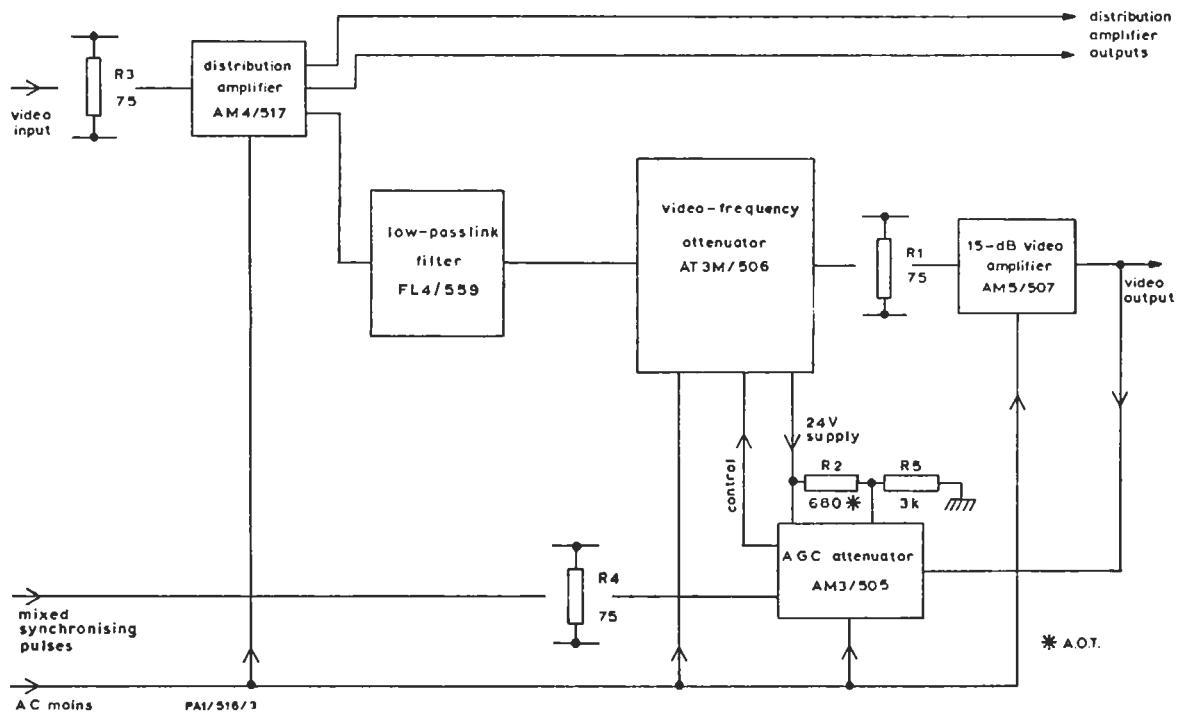 distribution
amplifier
outputs
R3
75
video
input
distribution
amplifier
AM4/517
low-passlink
filter
FL4/559
video-frequency
attenuator
AT3M/506
R1
75
15-dB video
amplifier
AM5/507
video
output
24V
supply
control
R2
680 *
R5
3k
AGC attenuator
AM3/505
R4
75
mixed
synchronising
pulses
* A.O.T.
AC mains
PA1/516/3